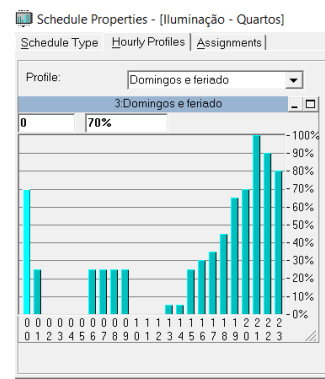 Schedule Properties - [Iluminação - Quartos]
Schedule Type Hourly Profiles Assignments
Profile: Domingos e feriado
3:Domingos e feriado
0 70%
100%
90%
80%
70%
60%
50%
40%
30%
20%
10%
0%
0 0 0 0 0 0 0 0 0 0 1 1 1 1 1 1 1 1 1 1 2 2 2 2
0 1 2 3 4 5 6 7 8 9 0 1 2 3 4 5 6 7 8 9 0 1 2 3